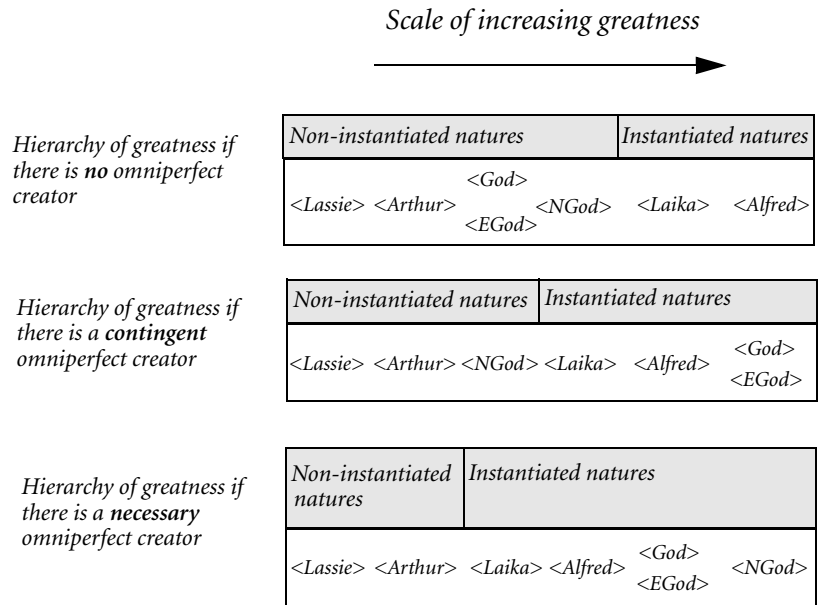 Scale of increasing greatness
Hierarchy of greatness if
there is no omniperfect
creator
Non-instantiated natures
Instantiated natures
<Lassie> <Arthur> <God> <EGod> <NGod> <Laika> <Alfred>
Hierarchy of greatness if
there is a contingent
omniperfect creator
Non-instantiated natures
Instantiated natures
<Lassie> <Arthur> <NGod> <Laika> <Alfred> <God> <EGod>
Hierarchy of greatness if
there is a necessary
omniperfect creator
Non-instantiated
natures
Instantiated natures
<Lassie> <Arthur> <Laika> <Alfred> <God> <EGod> <NGod>